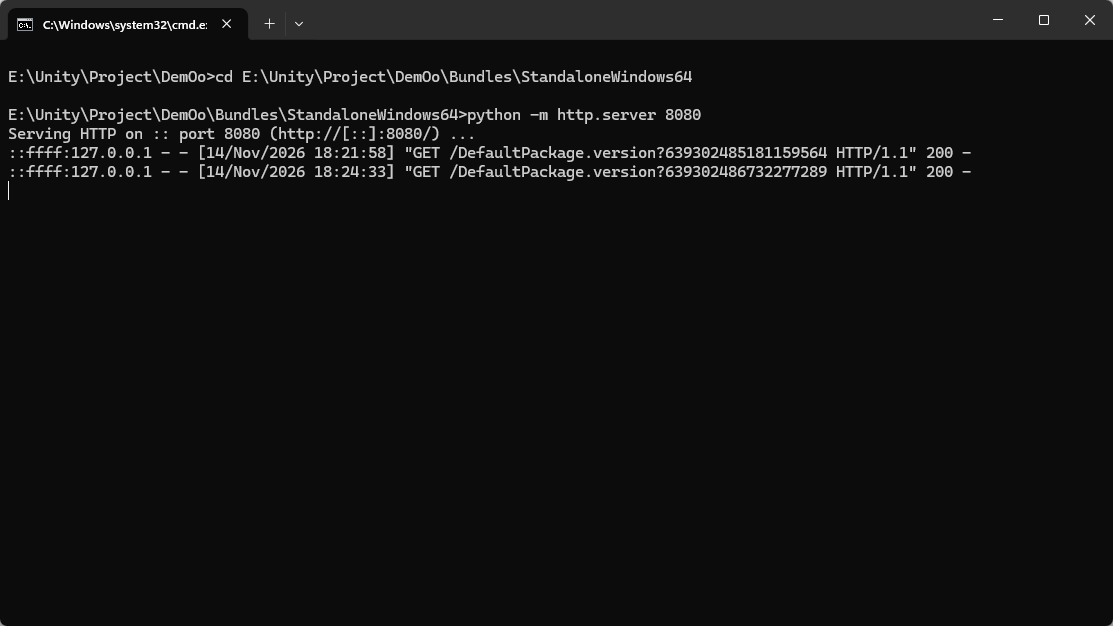 C:\Windows\system32\cmd.e
E:\Unity\Project\DemOo>cd E:\Unity\Project\DemOo\Bundles\StandaloneWindows64
E:\Unity\Project\DemOo\Bundles\StandaloneWindows64>python -m http.server 8080
Serving HTTP on :: port 8080 (http://[::]:8080/) ...
::ffff:127.0.0.1 - - [14/Nov/2026 18:21:58] "GET /DefaultPackage.version?639302485181159564 HTTP/1.1" 200 -
::ffff:127.0.0.1 - - [14/Nov/2026 18:24:33] "GET /DefaultPackage.version?639302486732277289 HTTP/1.1" 200 -